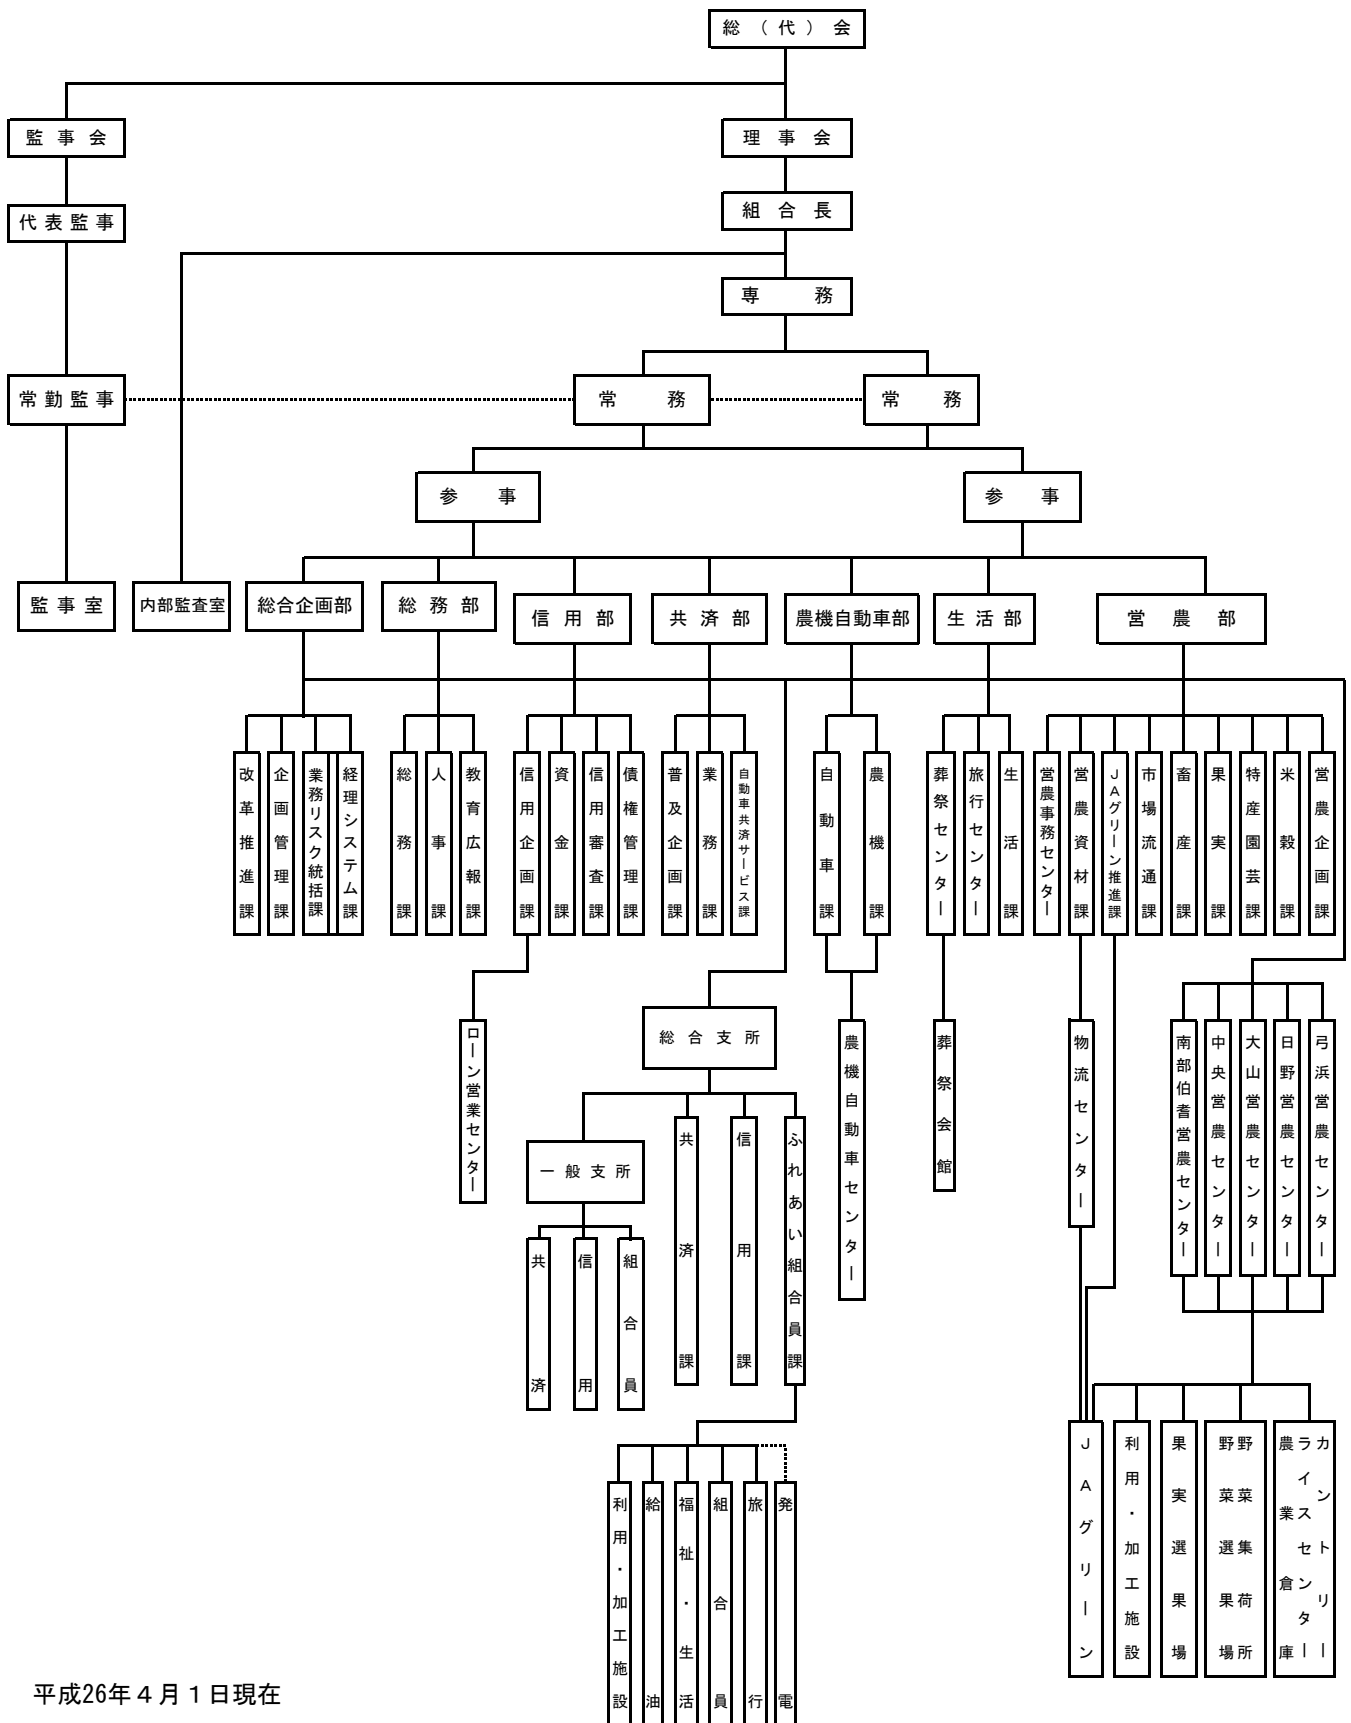 総（代）会
監事会
理事会
代表監事
組合長
専務
常勤監事
常務
常務
参事
参事
監事室
内部監査室
総合企画部
総務部
信用部
共済部
農機自動車部
生活部
営農部
改革推進課
企画管理課
業務リスク統括課
経理システム課
総務課
人事課
教育広報課
信用企画課
資金課
信用審査課
債権管理課
普及企画課
業務課
自動車共済サービス課
自動車課
農機課
葬祭センター
旅行センター
生活課
営農事務センター
営農資材課
ＪＡグリーン推進課
市場流通課
畜産課
果実課
特産園芸課
米穀課
営農企画課
ローン営業センター
総合支所
農機自動車センター
葬祭会館
物流センター
南部伯耆営農センター
中央営農センター
大山営農センター
日野営農センター
弓浜営農センター
一般支所
共済課
信用課
ふれあい組合員課
共済
信用
組合員
利用・加工施設
給油
福祉・生活
組合員
旅行
発電
ＪＡグリーン
利用・加工施設
果実選果場
野菜集荷所
野菜選果場
カントリー
ライスセンター
農業倉庫
平成26年４月１日現在